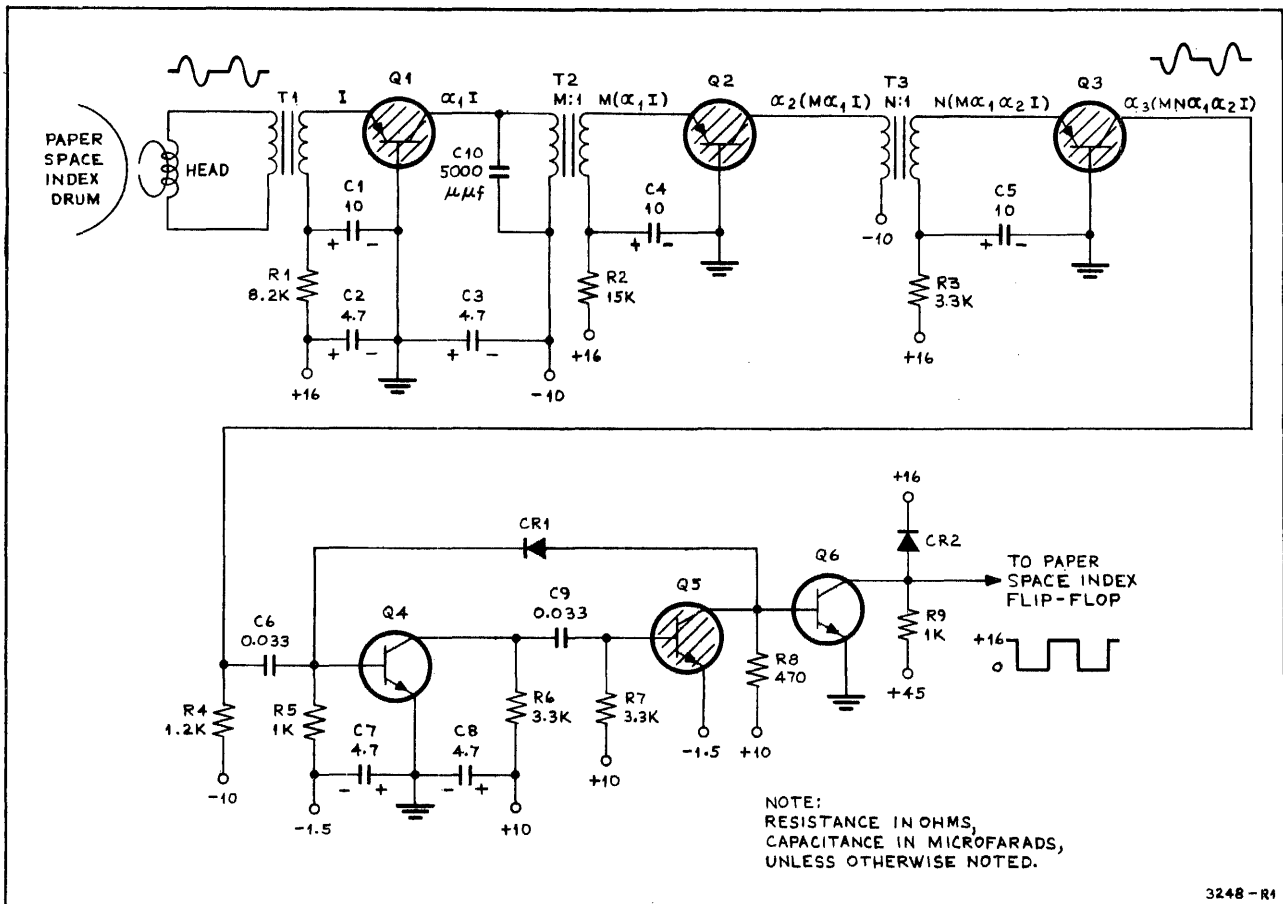 T1
I
Q1
α₁ I
T2
M:1
M(α₁ I)
Q2
α₂(Mα₁ I)
T3
N:1
N(Mα₁α₂ I)
Q3
α₃(MNα₁α₂ I)
PAPER
SPACE
INDEX
DRUM
HEAD
C10
5000
μμf
C1
10
+ -
R1
8.2K
C2
4.7
+ -
+16
C3
4.7
+ -
-10
C4
10
+ -
R2
15K
+16
-10
C5
10
+ -
R3
3.3K
+16
CR1
+16
CR2
Q6
TO PAPER
SPACE INDEX
FLIP-FLOP
+16
0
Q5
C9
0.033
Q4
C6
0.033
R4
1.2K
-10
R5
1K
C7
4.7
- +
-1.5
C8
4.7
- +
R6
3.3K
+10
R7
3.3K
+10
-1.5
R8
470
+10
R9
1K
+45
NOTE:
RESISTANCE IN OHMS,
CAPACITANCE IN MICROFARADS,
UNLESS OTHERWISE NOTED.
3248-R1